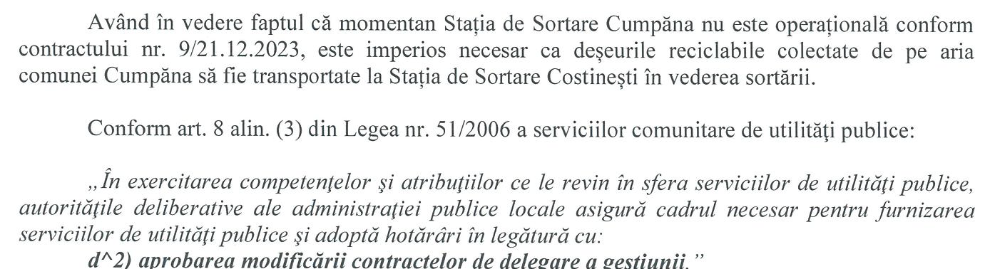 Având în vedere faptul că momentan Stația de Sortare Cumpăna nu este operațională conform
contractului nr. 9/21.12.2023, este imperios necesar ca deșeurile reciclabile colectate de pe aria
comunei Cumpăna să fie transportate la Stația de Sortare Costinești în vederea sortării.
Conform art. 8 alin. (3) din Legea nr. 51/2006 a serviciilor comunitare de utilităţi publice:
„În exercitarea competenţelor şi atribuţiilor ce le revin în sfera serviciilor de utilităţi publice,
autorităţile deliberative ale administraţiei publice locale asigură cadrul necesar pentru furnizarea
serviciilor de utilităţi publice şi adoptă hotărâri în legătură cu:
d^2) aprobarea modificării contractelor de delegare a gestiunii.”